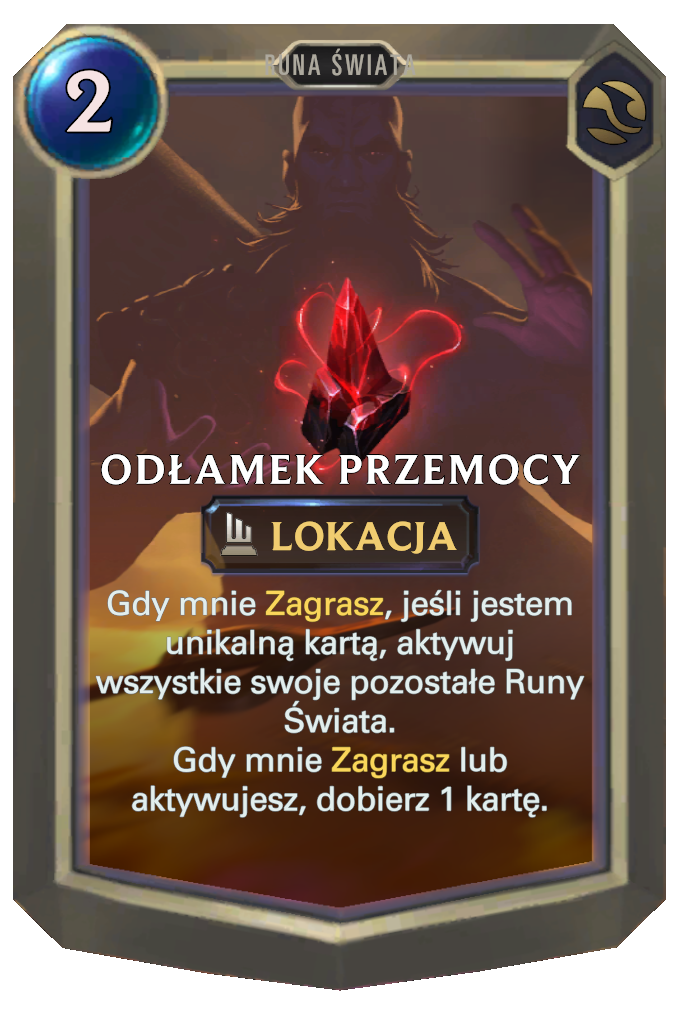 2
RUNA ŚWIATA
ODŁAMEK PRZEMOCY
LOKACJA
Gdy mnie Zagrasz, jeśli jestem
unikalną kartą, aktywuj
wszystkie swoje pozostałe Runy
Świata.
Gdy mnie Zagrasz lub
aktywujesz, dobierz 1 kartę.